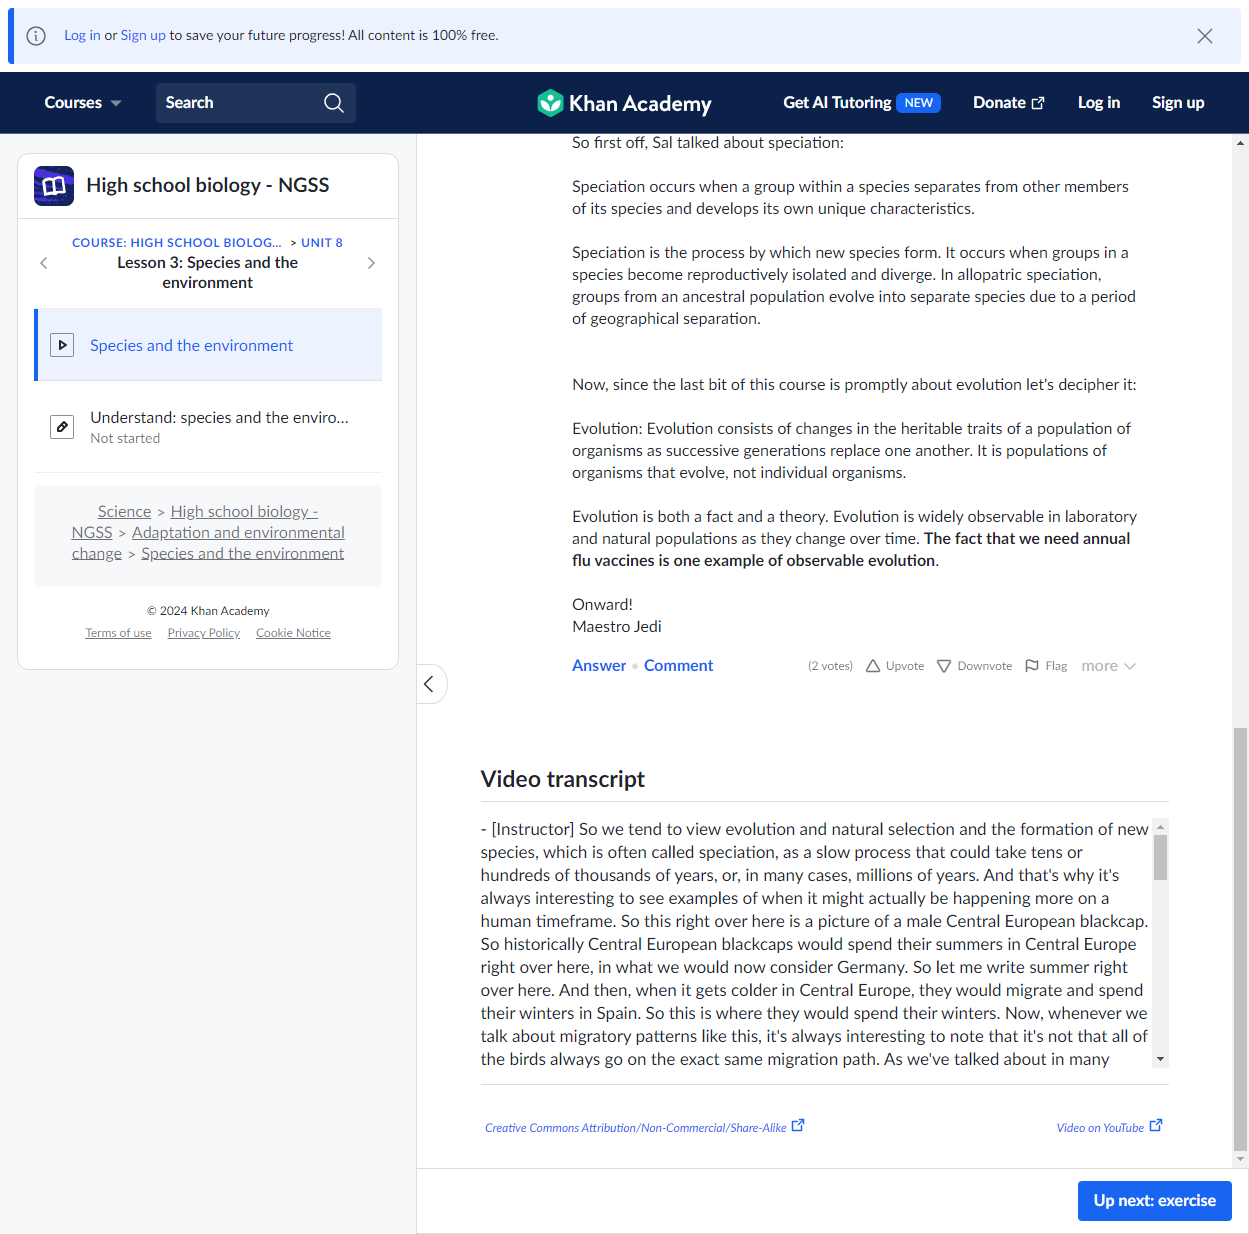 Log in or Sign up to save your future progress! All content is 100% free.
Courses
Search
Khan Academy
Get AI Tutoring NEW
Donate
Log in
Sign up
High school biology - NGSS
COURSE: HIGH SCHOOL BIOLOG... > UNIT 8
Lesson 3: Species and the
environment
Species and the environment
Understand: species and the enviro...
Not started
Science > High school biology -
NGSS > Adaptation and environmental
change > Species and the environment
© 2024 Khan Academy
Terms of use Privacy Policy Cookie Notice
So first off, Sal talked about speciation:
Speciation occurs when a group within a species separates from other members
of its species and develops its own unique characteristics.
Speciation is the process by which new species form. It occurs when groups in a
species become reproductively isolated and diverge. In allopatric speciation,
groups from an ancestral population evolve into separate species due to a period
of geographical separation.
Now, since the last bit of this course is promptly about evolution let's decipher it:
Evolution: Evolution consists of changes in the heritable traits of a population of
organisms as successive generations replace one another. It is populations of
organisms that evolve, not individual organisms.
Evolution is both a fact and a theory. Evolution is widely observable in laboratory
and natural populations as they change over time. The fact that we need annual
flu vaccines is one example of observable evolution.
Onward!
Maestro Jedi
Answer • Comment (2 votes) Upvote Downvote Flag more
Video transcript
- [Instructor] So we tend to view evolution and natural selection and the formation of new
species, which is often called speciation, as a slow process that could take tens or
hundreds of thousands of years, or, in many cases, millions of years. And that's why it's
always interesting to see examples of when it might actually be happening more on a
human timeframe. So this right over here is a picture of a male Central European blackcap.
So historically Central European blackcaps would spend their summers in Central Europe
right over here, in what we would now consider Germany. So let me write summer right
over here. And then, when it gets colder in Central Europe, they would migrate and spend
their winters in Spain. So this is where they would spend their winters. Now, whenever we
talk about migratory patterns like this, it's always interesting to note that it's not that all of
the birds always go on the exact same migration path. As we've talked about in many
Creative Commons Attribution/Non-Commercial/Share-Alike
Video on YouTube
Up next: exercise